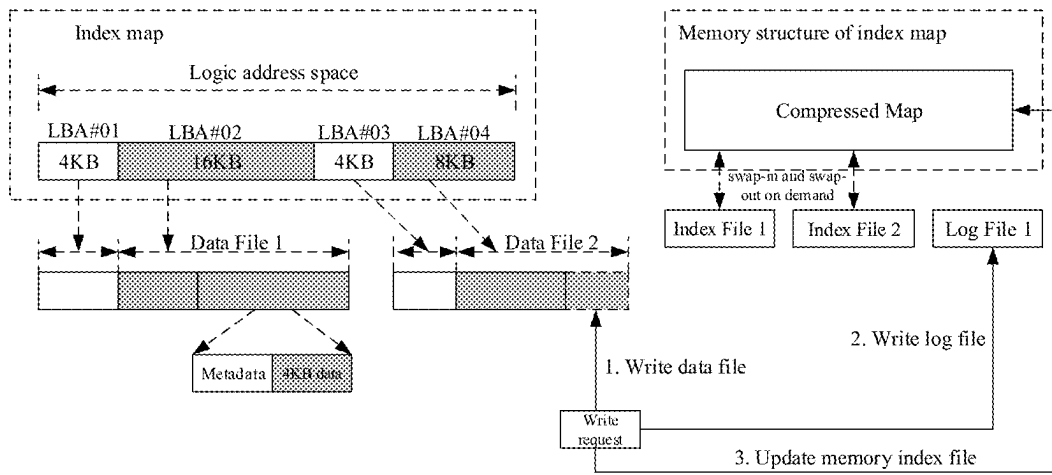 Index map
Logic address space
LBA#01 LBA#02 LBA#03 LBA#04
4KB 16KB 4KB 8KB
Data File 1 Data File 2
Metadata 4KB data
Memory structure of index map
Compressed Map
swap-in and swap-
out on demand
Index File 1 Index File 2 Log File 1
2. Write log file
1. Write data file
Write
request
3. Update memory index file